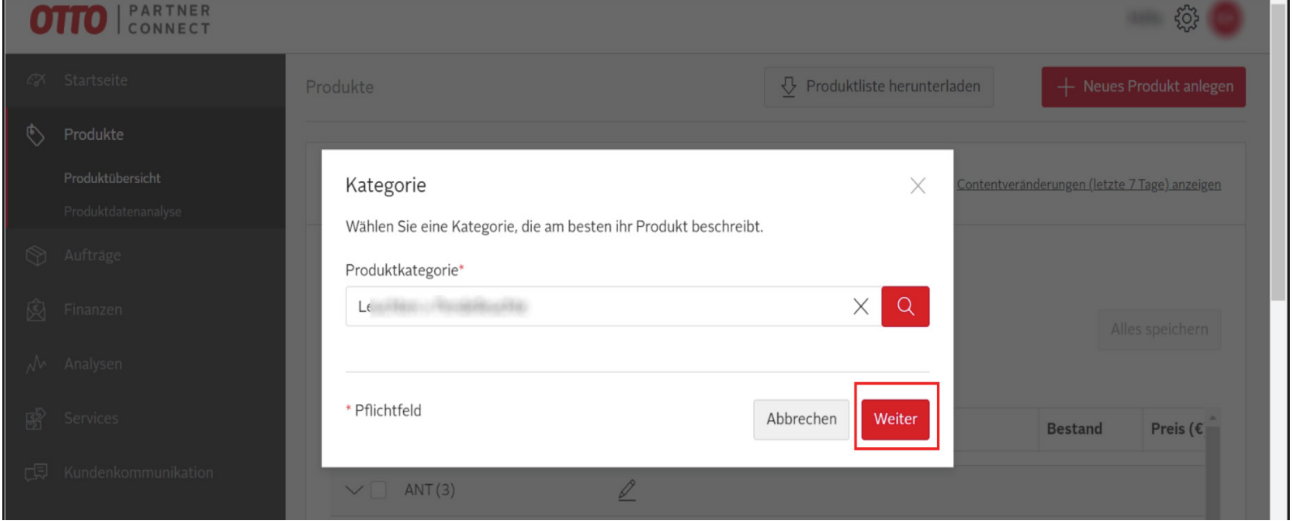 OTTO | PARTNER CONNECT
Startseite
Produkte
Produktübersicht
Produktdatenanalyse
Aufträge
Finanzen
Analysen
Services
Kundenkommunikation
Produkte
Produktliste herunterladen
Neues Produkt anlegen
Contentveränderungen (letzte 7 Tage) anzeigen
Kategorie
Wählen Sie eine Kategorie, die am besten ihr Produkt beschreibt.
Produktkategorie*
* Pflichtfeld
Abbrechen
Weiter
Alles speichern
Bestand
Preis (€
ANT (3)